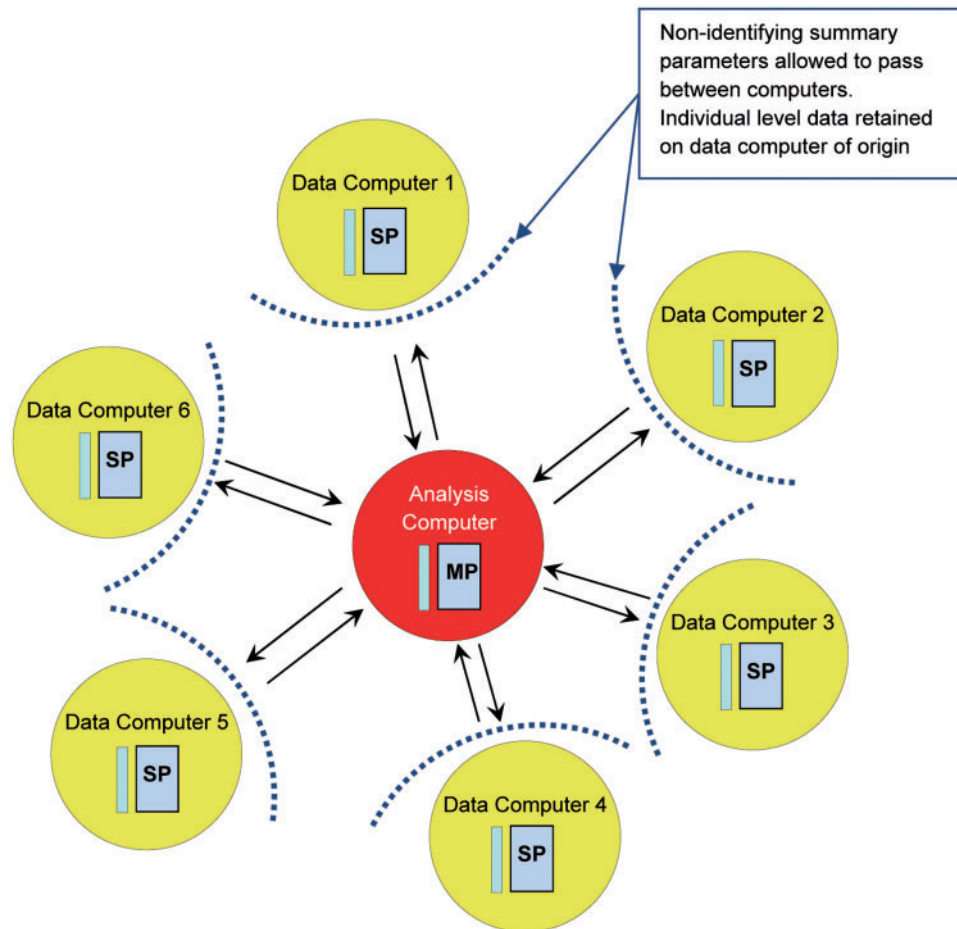 Non-identifying summary
parameters allowed to pass
between computers.
Individual level data retained
on data computer of origin
Data Computer 1
SP
Data Computer 2
SP
Data Computer 6
SP
Analysis
Computer
MP
Data Computer 3
SP
Data Computer 5
SP
Data Computer 4
SP